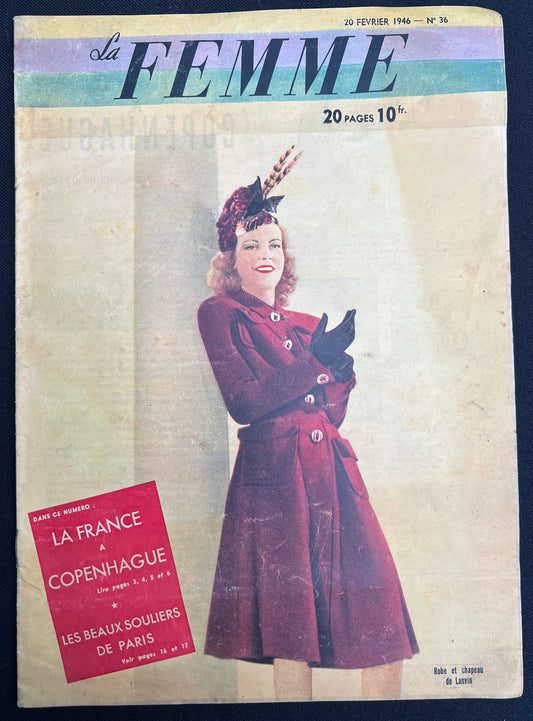 20 FEVRIER 1946 — N° 36
La FEMME
20 PAGES 10 fr.
COPENHAGUE
DANS CE NUMERO :
LA FRANCE
A
COPENHAGUE
Lire pages 3, 4, 5 et 6
★
LES BEAUX SOULIERS
DE PARIS
Voir pages 16 et 17
Robe et chapeau
de Lanvin